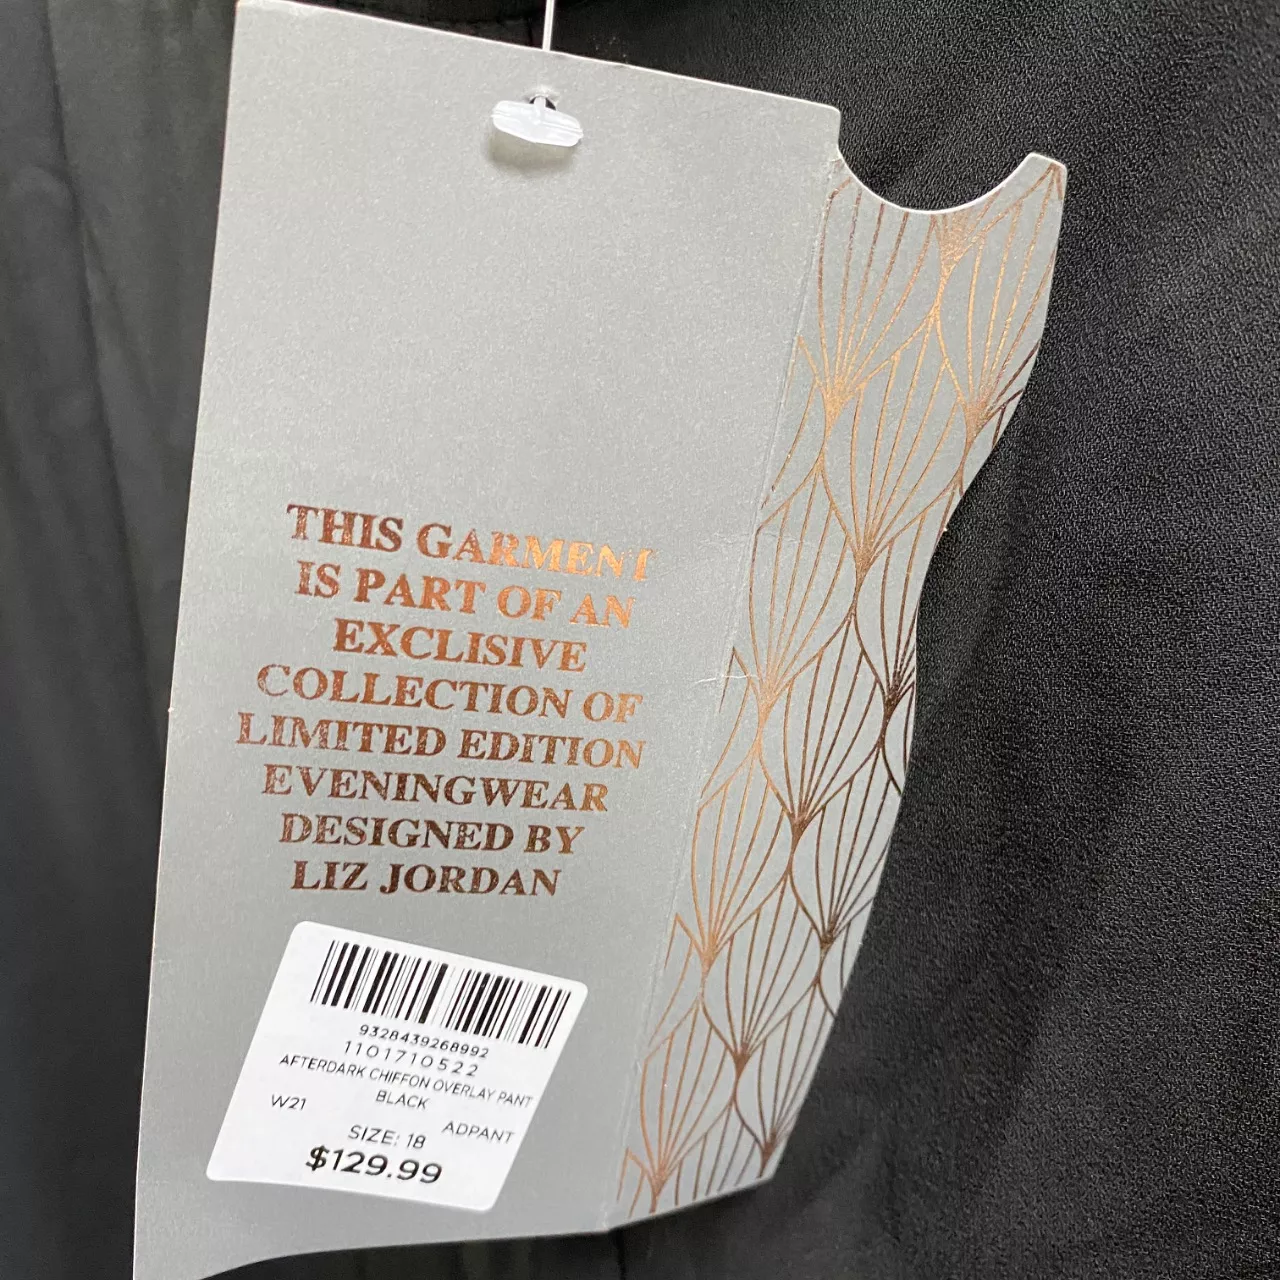 THIS GARMENT
IS PART OF AN
EXCLISIVE
COLLECTION OF
LIMITED EDITION
EVENINGWEAR
DESIGNED BY
LIZ JORDAN
9328439268992
1101710522
AFTERDARK CHIFFON OVERLAY PANT
BLACK
W21 ADPANT
SIZE: 18
$129.99